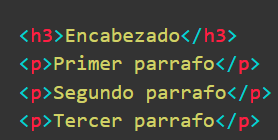 <h3>Encabezado</h3>
<p>Primer parrafo</p>
<p>Segundo parrafo</p>
<p>Tercer parrafo</p>